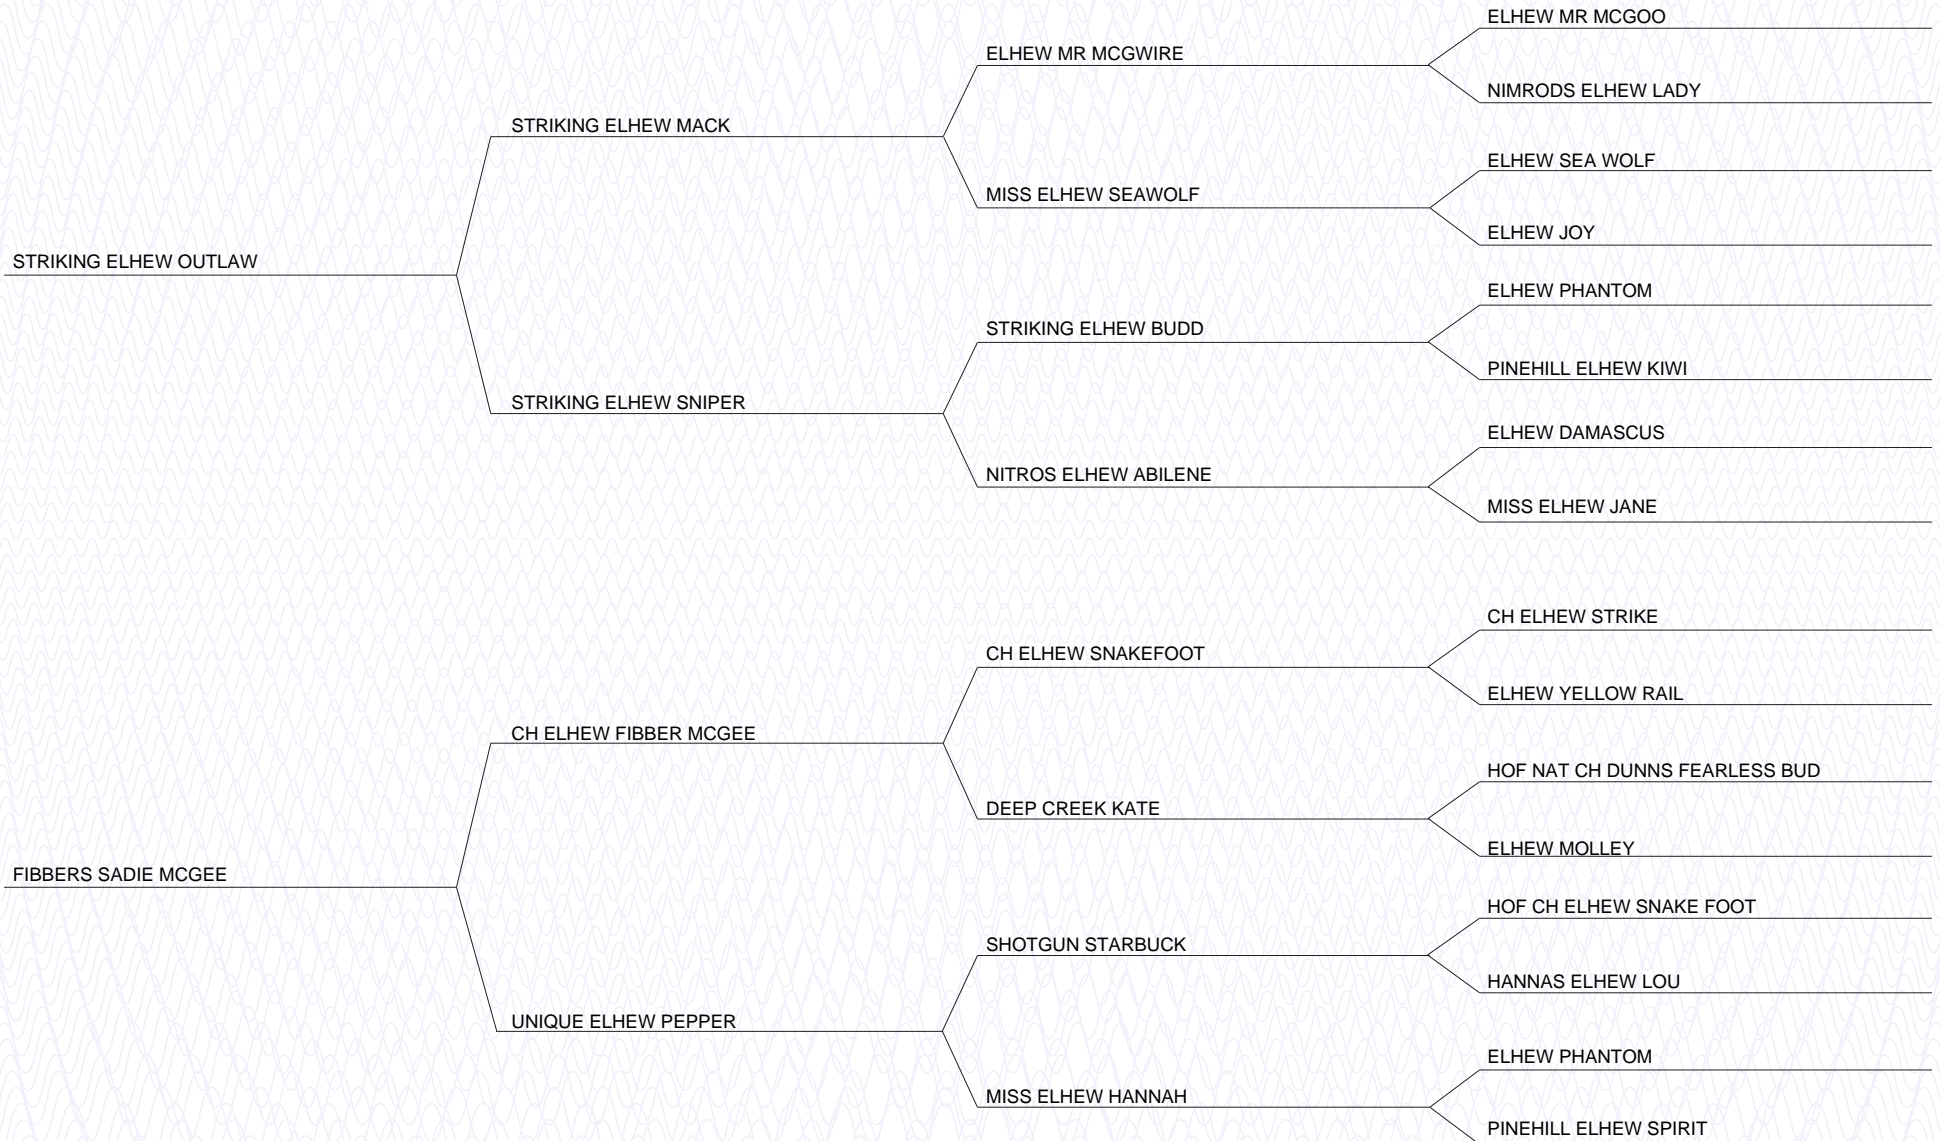 ELHEW MR MCGOO
ELHEW MR MCGWIRE
NIMRODS ELHEW LADY
STRIKING ELHEW MACK
ELHEW SEA WOLF
MISS ELHEW SEAWOLF
ELHEW JOY
STRIKING ELHEW OUTLAW
ELHEW PHANTOM
STRIKING ELHEW BUDD
PINEHILL ELHEW KIWI
STRIKING ELHEW SNIPER
ELHEW DAMASCUS
NITROS ELHEW ABILENE
MISS ELHEW JANE
CH ELHEW STRIKE
CH ELHEW SNAKEFOOT
ELHEW YELLOW RAIL
CH ELHEW FIBBER MCGEE
HOF NAT CH DUNNS FEARLESS BUD
DEEP CREEK KATE
ELHEW MOLLEY
FIBBERS SADIE MCGEE
HOF CH ELHEW SNAKE FOOT
SHOTGUN STARBUCK
HANNAS ELHEW LOU
UNIQUE ELHEW PEPPER
ELHEW PHANTOM
MISS ELHEW HANNAH
PINEHILL ELHEW SPIRIT